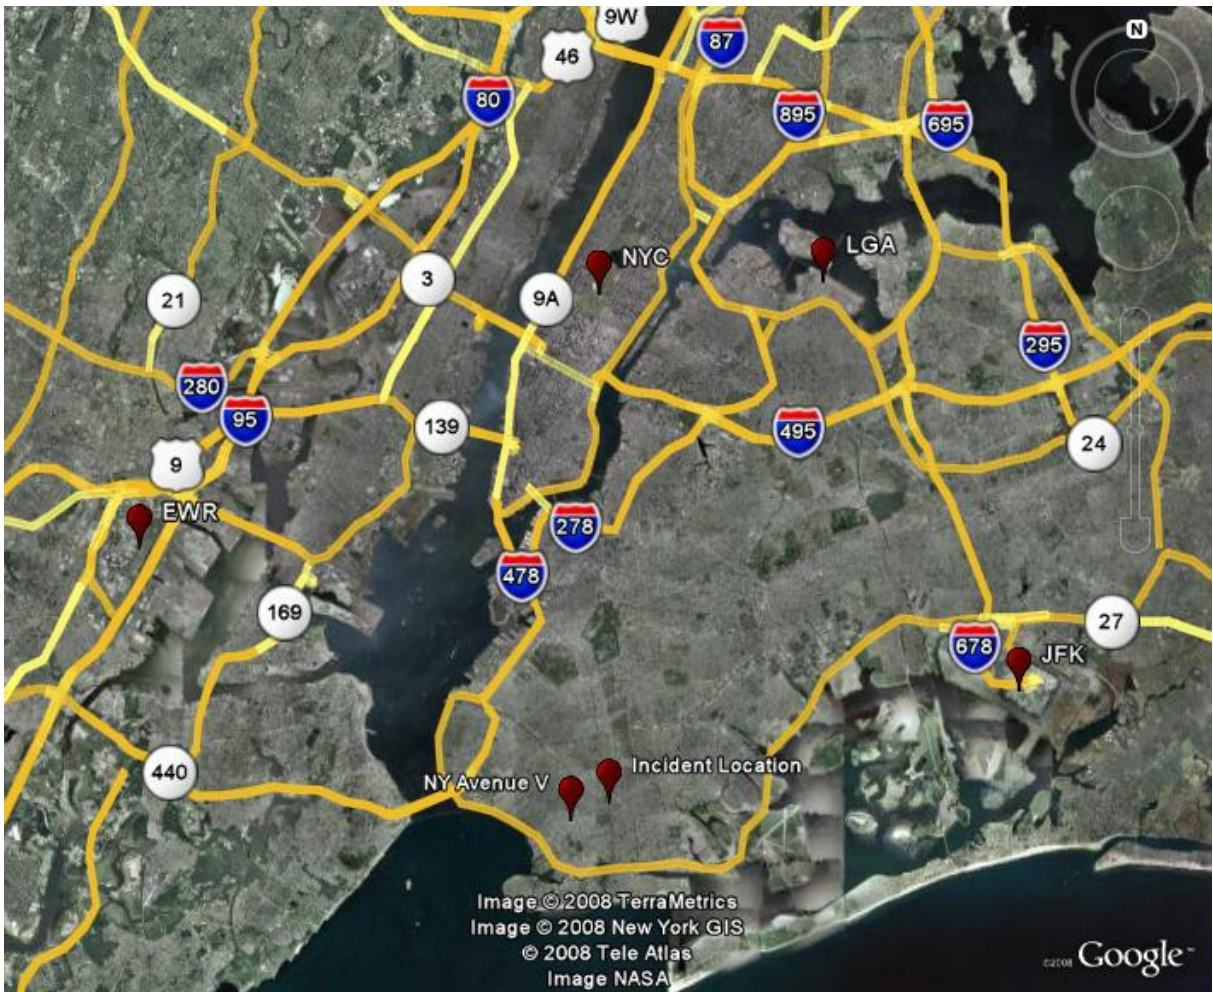 9W
N
87
46
80
895
695
NYC
LGA
3
9A
21
295
280
95
139
495
24
9
EWR
278
478
169
27
678
JFK
440
NY Avenue V
Incident Location
Image © 2008 TerraMetrics
Image © 2008 New York GIS
© 2008 Tele Atlas
Image NASA
©2008 Google™